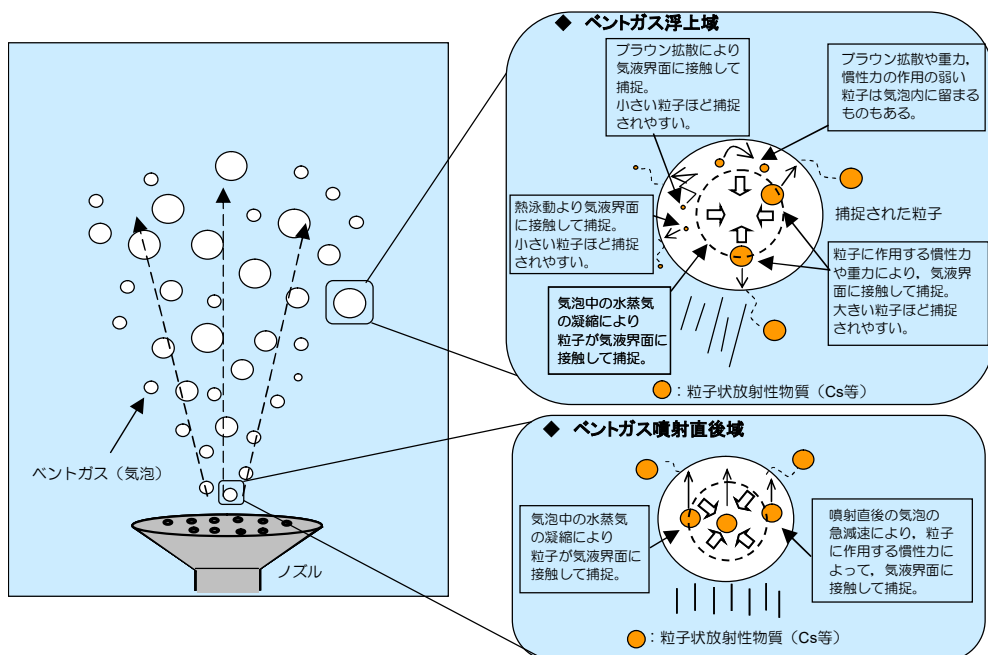 ベントガス（気泡）
ノズル
◆ ベントガス浮上域
ブラウン拡散により
気液界面に接触して
捕捉。
小さい粒子ほど捕捉
されやすい。
ブラウン拡散や重力，
慣性力の作用の弱い
粒子は気泡内に留まる
ものもある。
熱泳動より気液界面
に接触して捕捉。
小さい粒子ほど捕捉
されやすい。
捕捉された粒子
気泡中の水蒸気
の凝縮により
粒子が気液界面に
接触して捕捉。
粒子に作用する慣性力
や重力により，気液界
面に接触して捕捉。
大きい粒子ほど捕捉
されやすい。
：粒子状放射性物質（Cs等）
◆ ベントガス噴射直後域
気泡中の水蒸気
の凝縮により
粒子が気液界面に
接触して捕捉。
噴射直後の気泡の
急減速により，粒子
に作用する慣性力に
よって，気液界面に
接触して捕捉。
：粒子状放射性物質（Cs等）